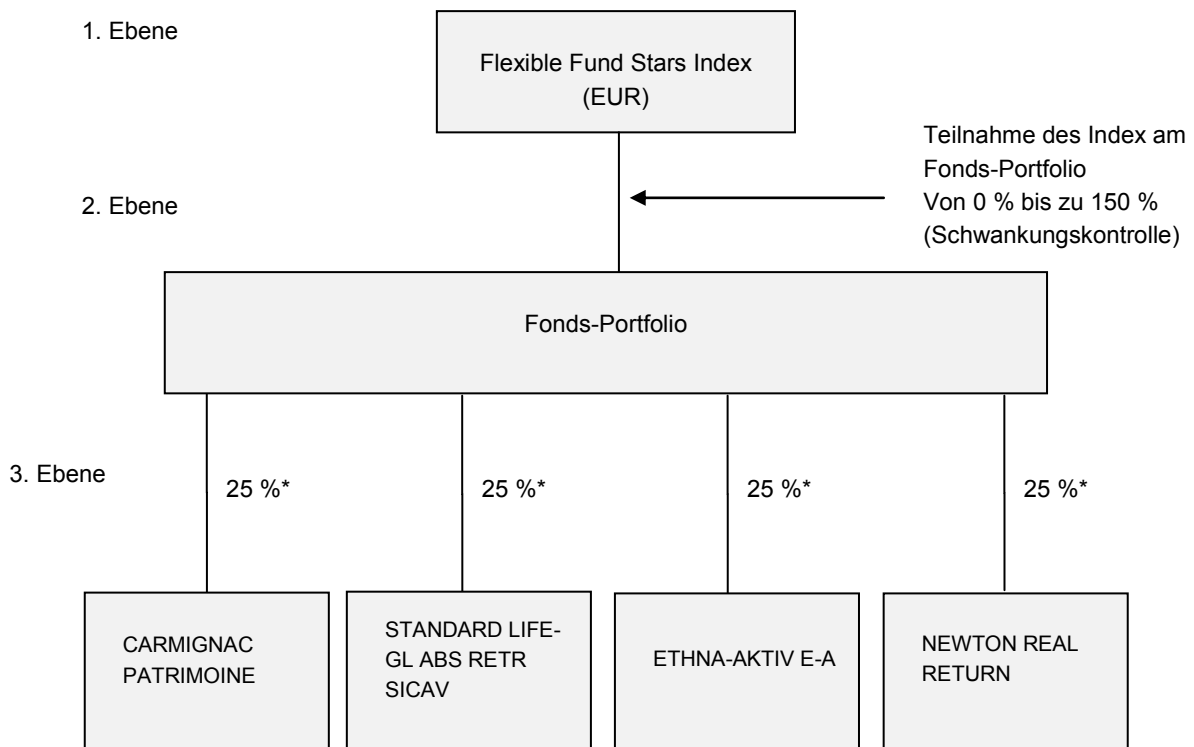 1. Ebene
Flexible Fund Stars Index
(EUR)
Teilnahme des Index am
Fonds-Portfolio
Von 0 % bis zu 150 %
(Schwankungskontrolle)
2. Ebene
Fonds-Portfolio
3. Ebene
25 %*
25 %*
25 %*
25 %*
CARMIGNAC
PATRIMOINE
STANDARD LIFE-
GL ABS RETR
SICAV
ETHNA-AKTIV E-A
NEWTON REAL
RETURN